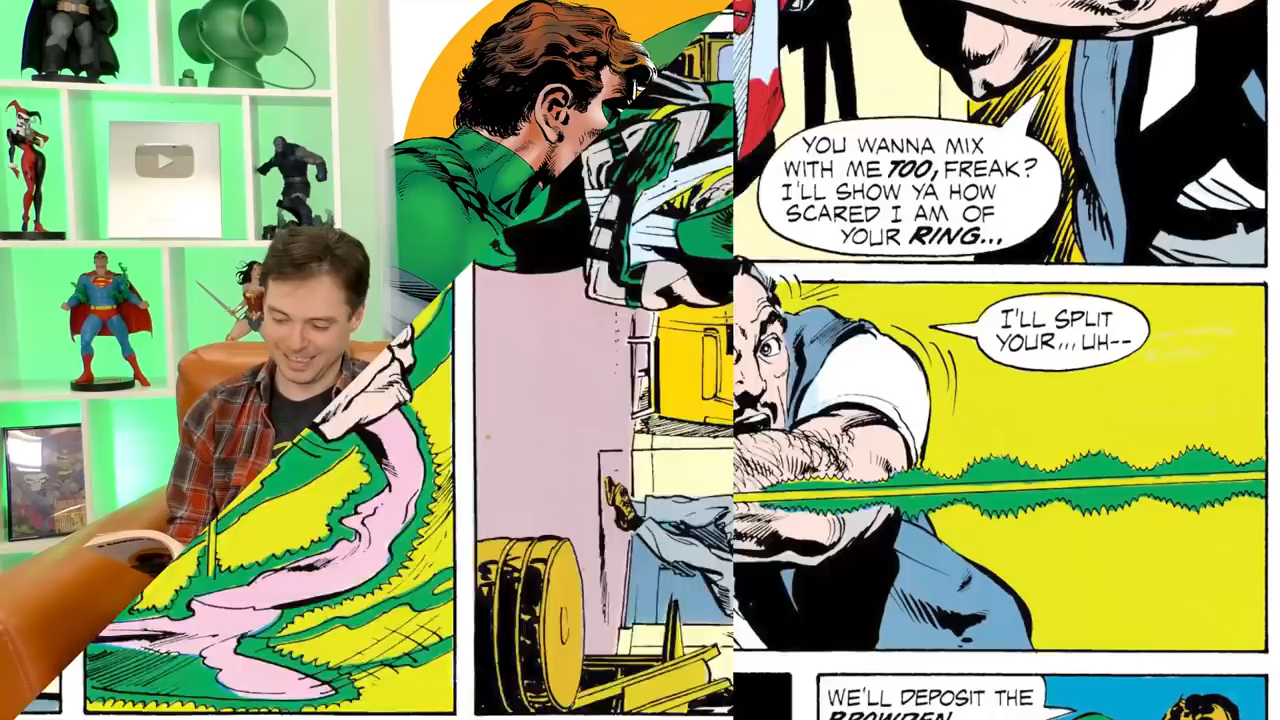 YOU WANNA MIX
WITH ME TOO, FREAK?
I'LL SHOW YA HOW
SCARED I AM OF
YOUR RING...
I'LL SPLIT
YOUR... UH--
WE'LL DEPOSIT THE
BROWDEN